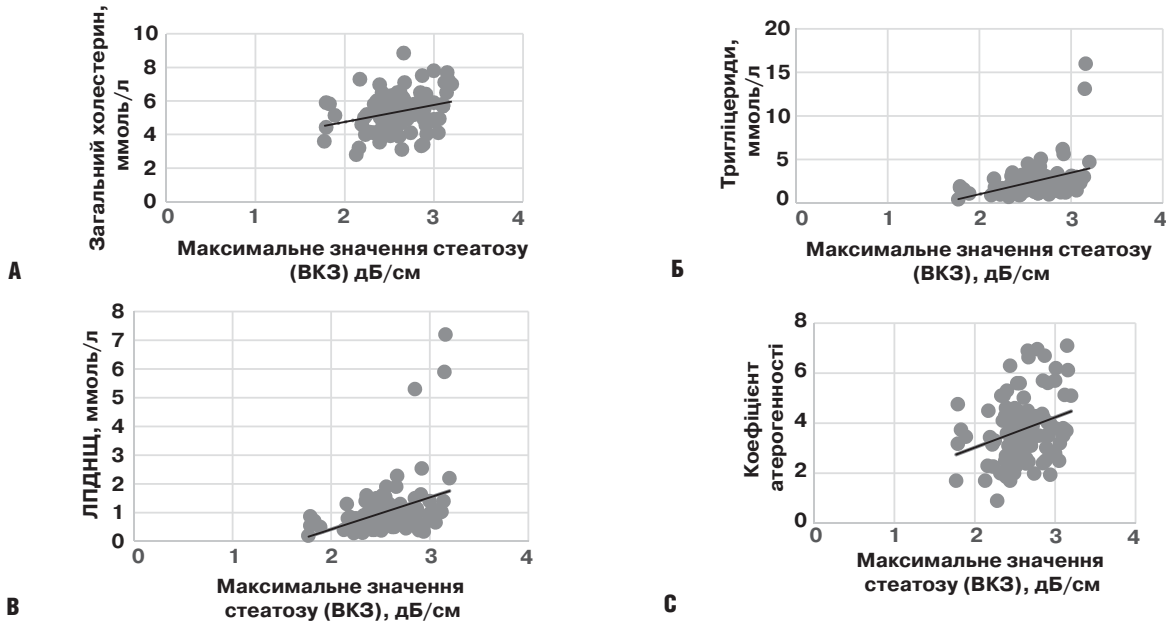 Загальний холестерин,
ммоль/л
10
8
6
4
2
0
0 1 2 3 4
Максимальне значення стеатозу
(ВКЗ) дБ/см
А
Тригліцериди,
ммоль/л
20
15
10
5
0
0 1 2 3 4
Максимальне значення стеатозу
(ВКЗ), дБ/см
Б
ЛПДНЩ, ммоль/л
8
7
6
5
4
3
2
1
0
0 1 2 3 4
Максимальне значення
стеатозу (ВКЗ), дБ/см
В
Коефіцієнт
атерогенності
8
6
4
2
0
0 1 2 3 4
Максимальне значення
стеатозу (ВКЗ), дБ/см
С